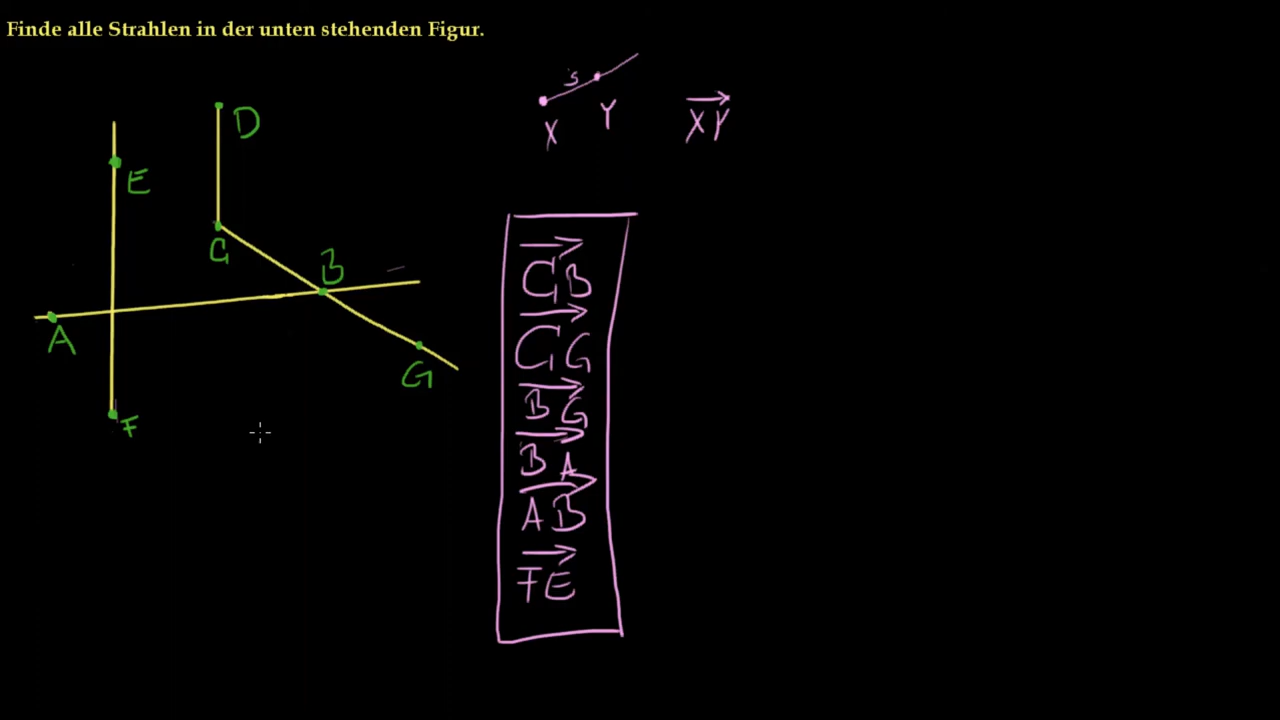 Finde alle Strahlen in der unten stehenden Figur.
D
E
C
B
A
G
F
s
X Y
XY
CB
CG
BG
BA
AB
FE